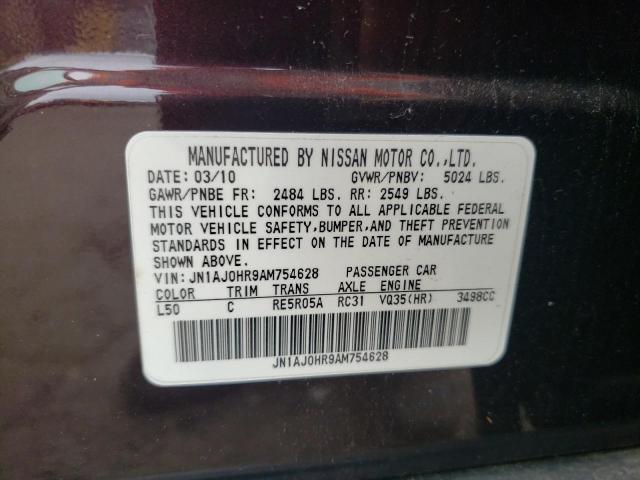 MANUFACTURED BY NISSAN MOTOR CO.,LTD.
DATE: 03/10 GVWR/PNBV: 5024 LBS.
GAWR/PNBE FR: 2484 LBS. RR: 2549 LBS.
THIS VEHICLE CONFORMS TO ALL APPLICABLE FEDERAL
MOTOR VEHICLE SAFETY, BUMPER, AND THEFT PREVENTION
STANDARDS IN EFFECT ON THE DATE OF MANUFACTURE
SHOWN ABOVE.
VIN: JN1AJ0HR9AM754628 PASSENGER CAR
COLOR TRIM TRANS AXLE ENGINE
L50 C RE5R05A RC31 VQ35(HR) 3498CC
JN1AJ0HR9AM754628